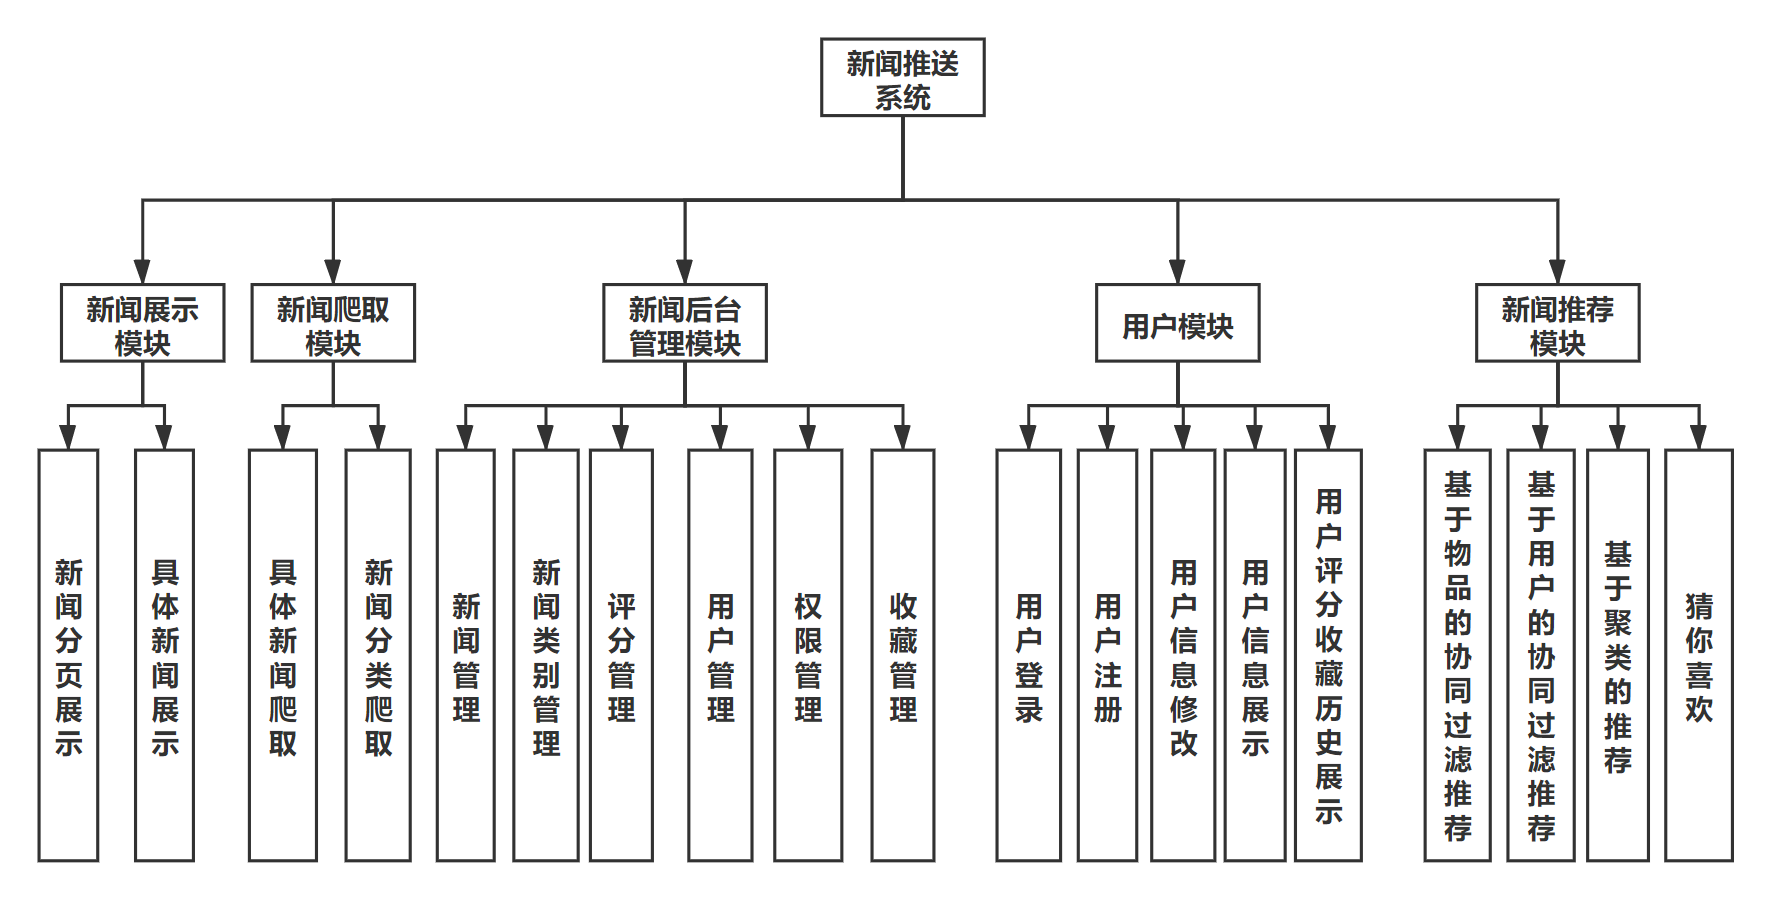 新闻推送
系统
新闻展示
模块
新闻爬取
模块
新闻后台
管理模块
用户模块
新闻推荐
模块
新闻分页展示
具体新闻展示
具体新闻爬取
新闻分类爬取
新闻管理
新闻类别管理
评分管理
用户管理
权限管理
收藏管理
用户登录
用户注册
用户信息修改
用户信息展示
用户评分收藏历史展示
基于物品的协同过滤推荐
基于用户的协同过滤推荐
基于聚类的推荐
猜你喜欢